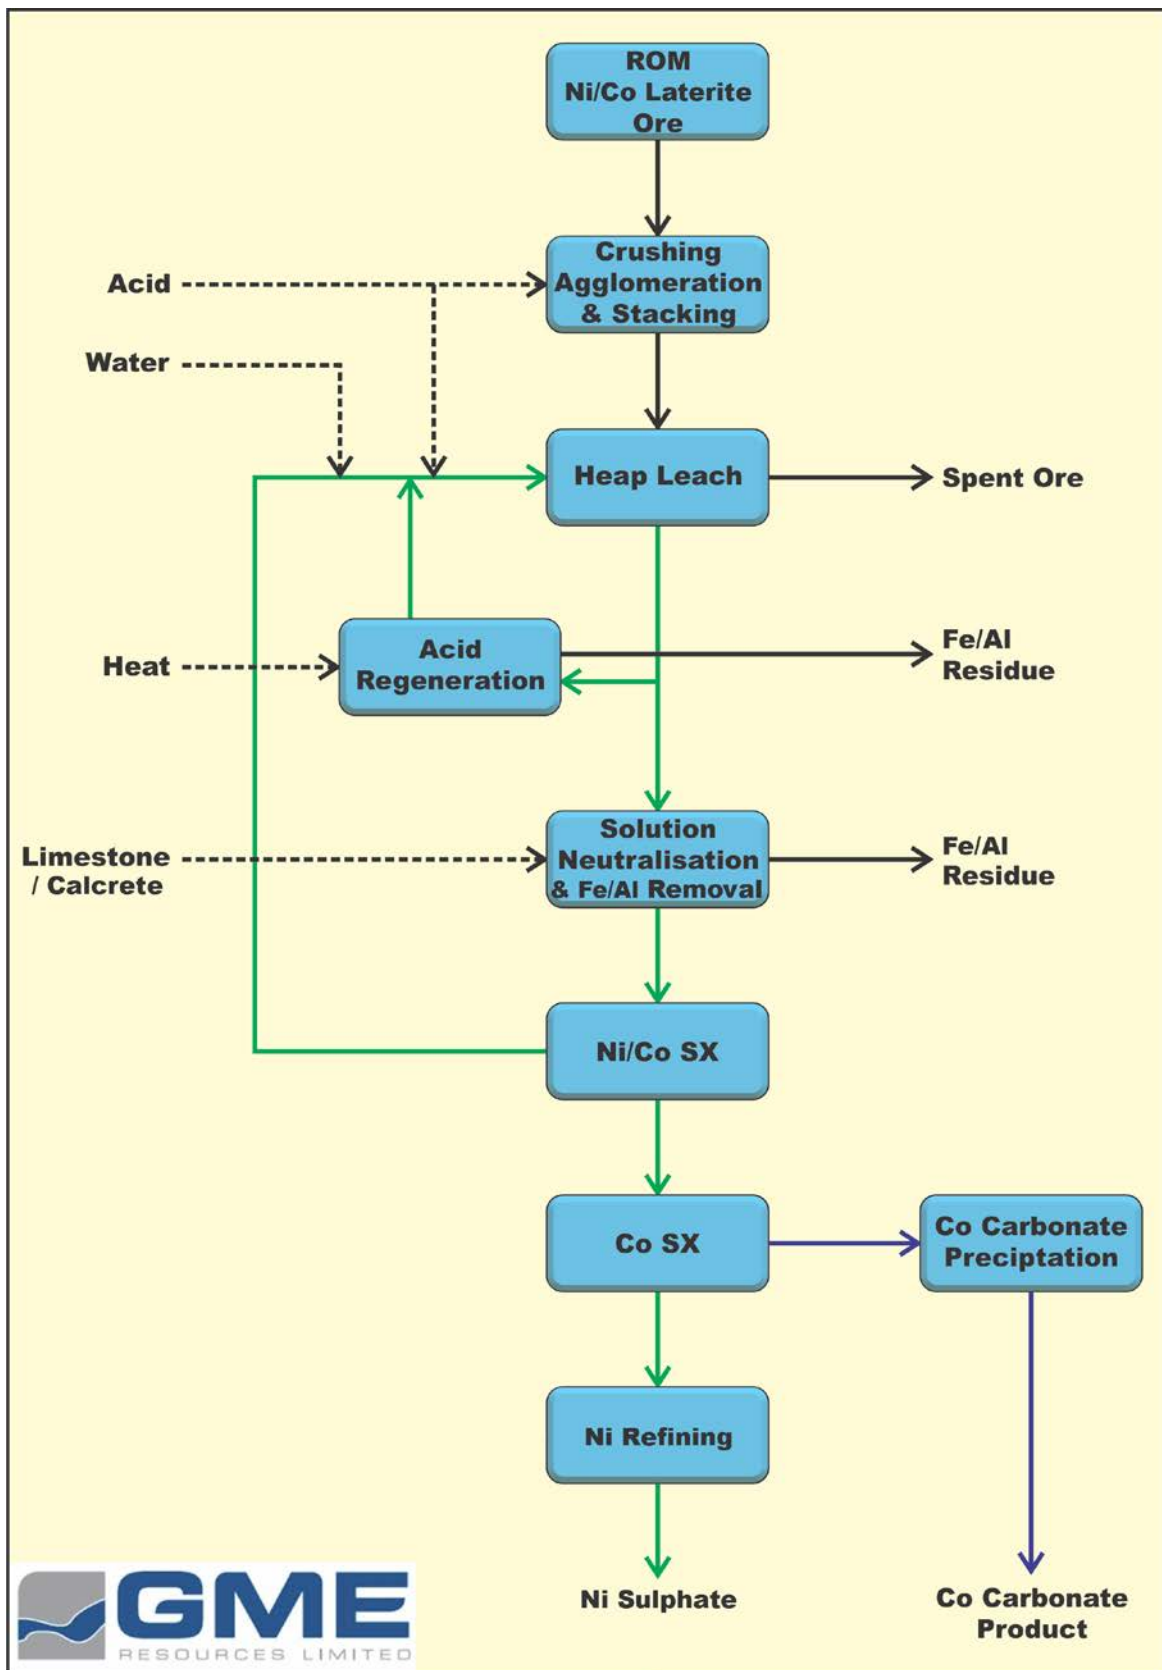 ROM
Ni/Co Laterite
Ore
Crushing
Agglomeration
& Stacking
Acid
Water
Heap Leach
Spent Ore
Acid
Regeneration
Heat
Fe/Al
Residue
Solution
Neutralisation
& Fe/Al Removal
Limestone
/ Calcrete
Fe/Al
Residue
Ni/Co SX
Co SX
Co Carbonate
Preciptation
Ni Refining
Ni Sulphate
Co Carbonate
Product
GME
RESOURCES LIMITED